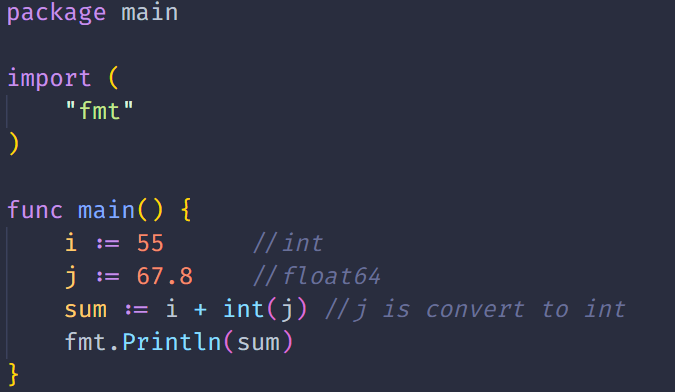 package main
import (
"fmt"
)
func main() {
i := 55 //int
j := 67.8 //float64
sum := i + int(j) //j is convert to int
fmt.Println(sum)
}